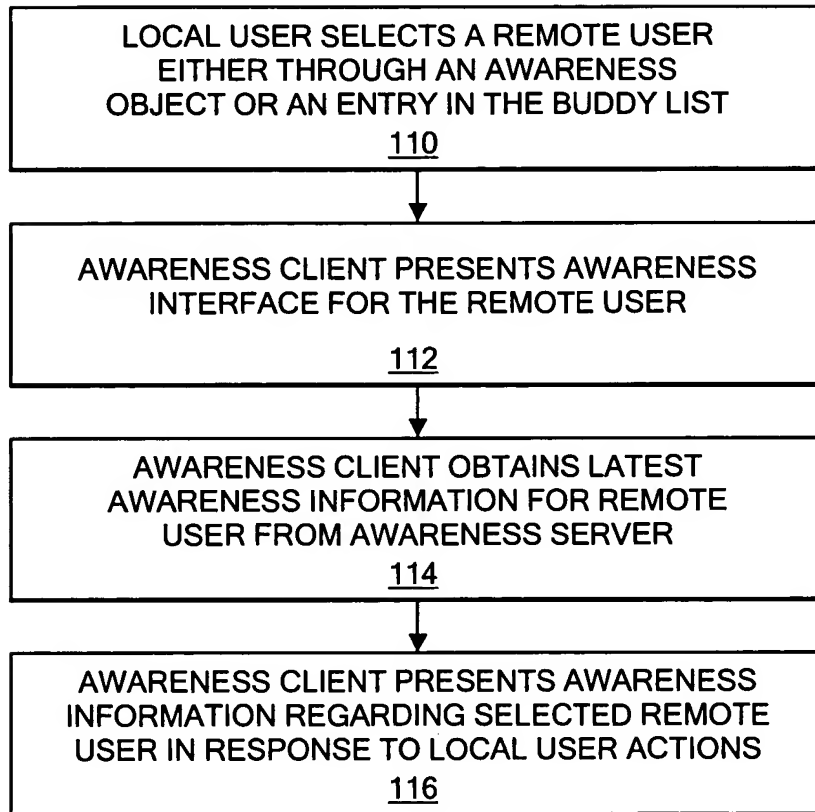 LOCAL USER SELECTS A REMOTE USER
EITHER THROUGH AN AWARENESS
OBJECT OR AN ENTRY IN THE BUDDY LIST
110
AWARENESS CLIENT PRESENTS AWARENESS
INTERFACE FOR THE REMOTE USER
112
AWARENESS CLIENT OBTAINS LATEST
AWARENESS INFORMATION FOR REMOTE
USER FROM AWARENESS SERVER
114
AWARENESS CLIENT PRESENTS AWARENESS
INFORMATION REGARDING SELECTED REMOTE
USER IN RESPONSE TO LOCAL USER ACTIONS
116